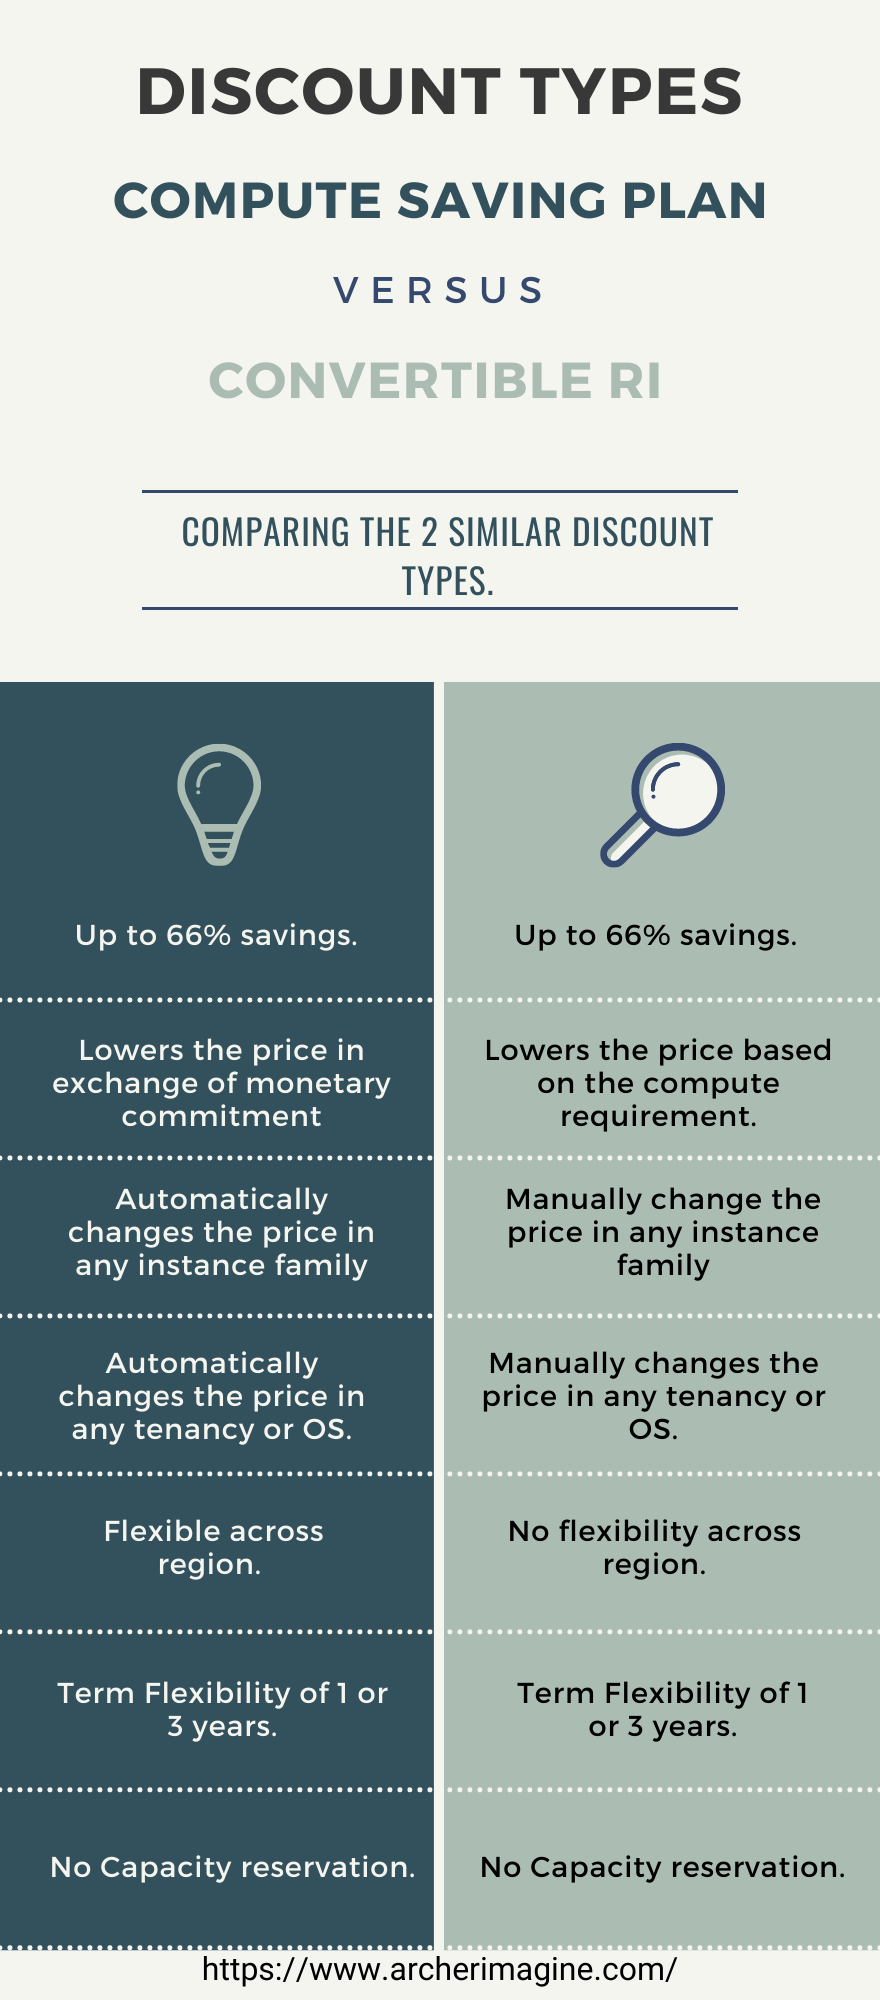 DISCOUNT TYPES
COMPUTE SAVING PLAN
VERSUS
CONVERTIBLE RI
COMPARING THE 2 SIMILAR DISCOUNT
TYPES.
Up to 66% savings.
Lowers the price in
exchange of monetary
commitment
Automatically
changes the price in
any instance family
Automatically
changes the price in
any tenancy or OS.
Flexible across
region.
Term Flexibility of 1 or
3 years.
No Capacity reservation.
Up to 66% savings.
Lowers the price based
on the compute
requirement.
Manually change the
price in any instance
family
Manually changes the
price in any tenancy or
OS.
No flexibility across
region.
Term Flexibility of 1
or 3 years.
No Capacity reservation.
https://www.archerimagine.com/